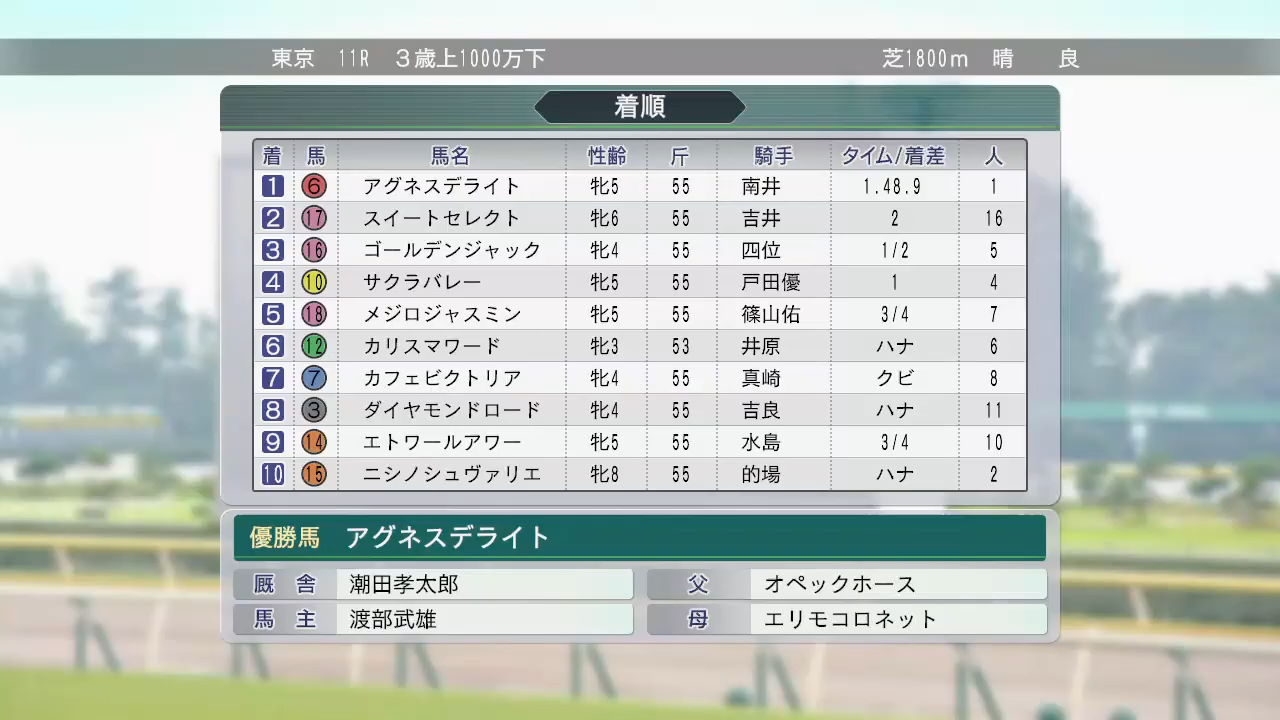 東京 11R 3歳上1000万下 芝1800m 晴 良
着順
着 馬 馬名 性齢 斤 騎手 タイム/着差 人
1 6 アグネスデライト 牝5 55 南井 1.48.9 1
2 17 スイートセレクト 牝6 55 吉井 2 16
3 16 ゴールデンジャック 牝4 55 四位 1/2 5
4 10 サクラバレー 牝5 55 戸田優 1 4
5 18 メジロジャスミン 牝5 55 篠山佑 3/4 7
6 12 カリスマワード 牝3 53 井原 ハナ 6
7 7 カフェビクトリア 牝4 55 真崎 クビ 8
8 3 ダイヤモンドロード 牝4 55 吉良 ハナ 11
9 14 エトワールアワー 牝5 55 水島 3/4 10
10 15 ニシノシュヴァリエ 牝8 55 的場 ハナ 2
優勝馬 アグネスデライト
厩舎 潮田孝太郎 父 オペックホース
馬主 渡部武雄 母 エリモコロネット